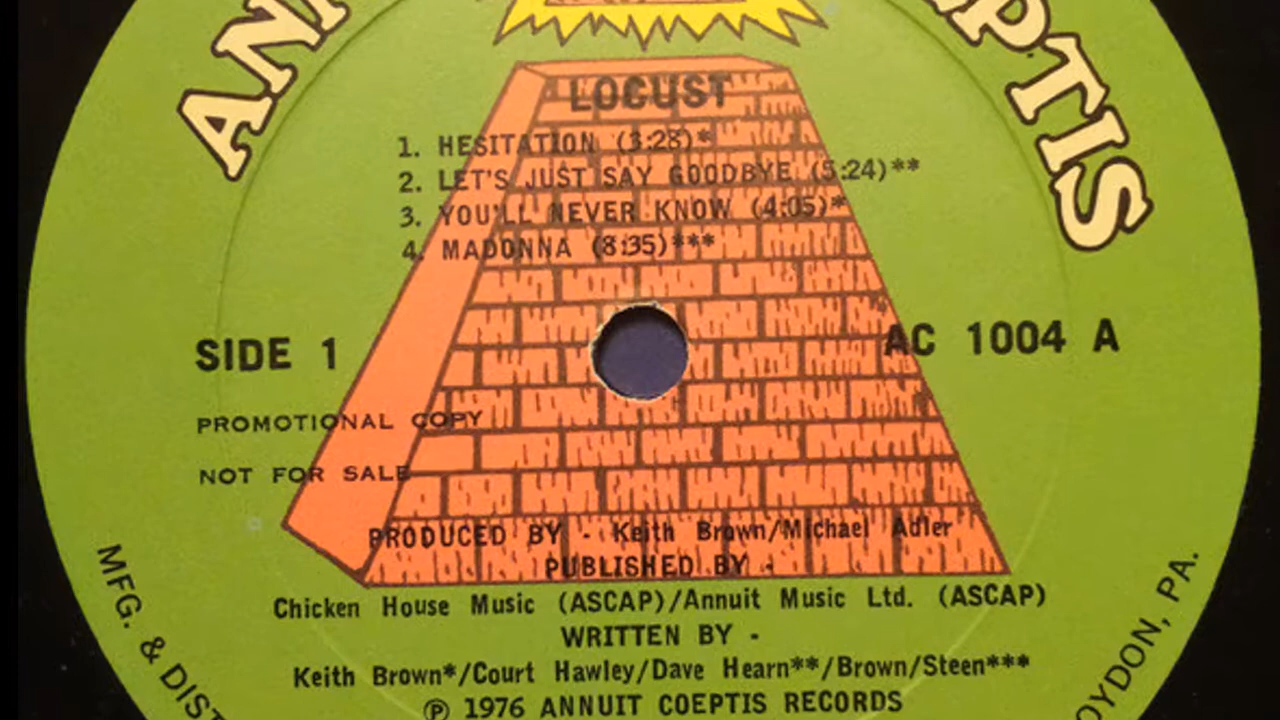 ANN
EPTIS
LOCUST
1. HESITATION (3:28)*
2. LET'S JUST SAY GOODBYE (5:24)**
3. YOU'LL NEVER KNOW (4:05)*
4. MADONNA (8:35)***
SIDE 1
AC 1004 A
PROMOTIONAL COPY
NOT FOR SALE
PRODUCED BY - Keith Brown/Michael Adler
PUBLISHED BY -
Chicken House Music (ASCAP)/Annuit Music Ltd. (ASCAP)
WRITTEN BY -
Keith Brown*/Court Hawley/Dave Hearn**/Brown/Steen***
℗ 1976 ANNUIT COEPTIS RECORDS
MFG. & DIST
OYDON, PA.